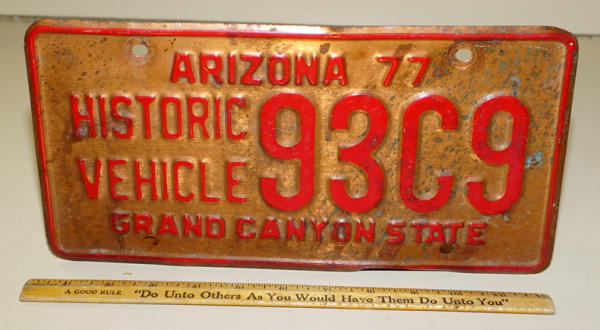 ARIZONA 77
HISTORIC
VEHICLE
93C9
GRAND CANYON STATE
A GOOD RULE "Do Unto Others As You Would Have Them Do Unto You"